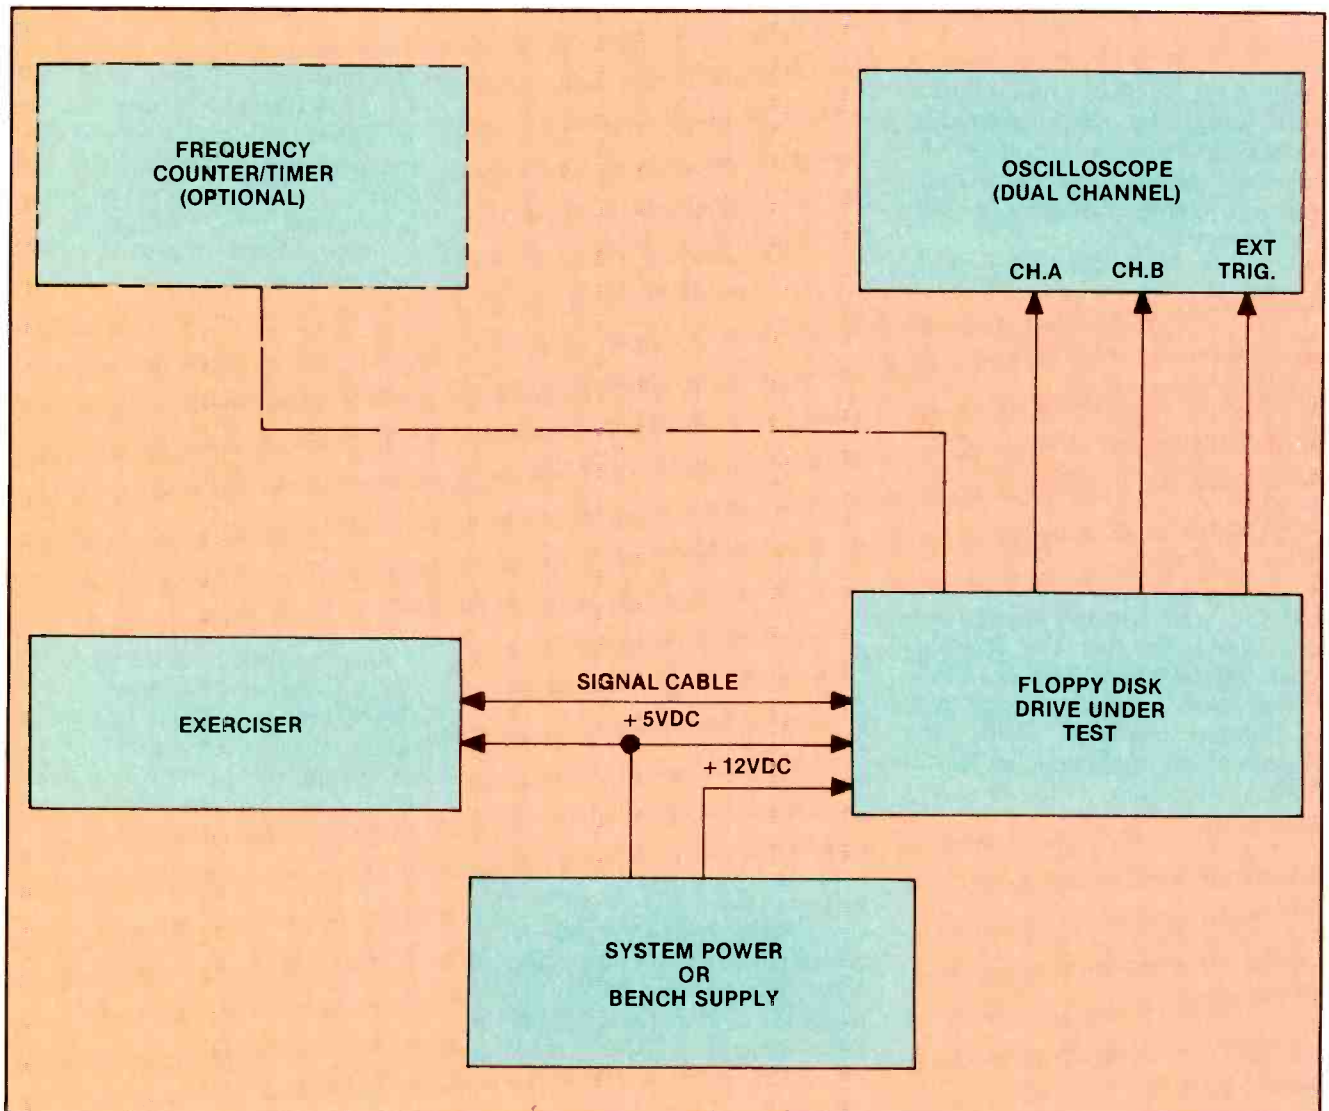 FREQUENCY
COUNTER/TIMER
(OPTIONAL)
OSCILLOSCOPE
(DUAL CHANNEL)
CH.A
CH.B
EXT
TRIG.
EXERCISER
SIGNAL CABLE
+ 5VDC
+ 12VDC
FLOPPY DISK
DRIVE UNDER
TEST
SYSTEM POWER
OR
BENCH SUPPLY